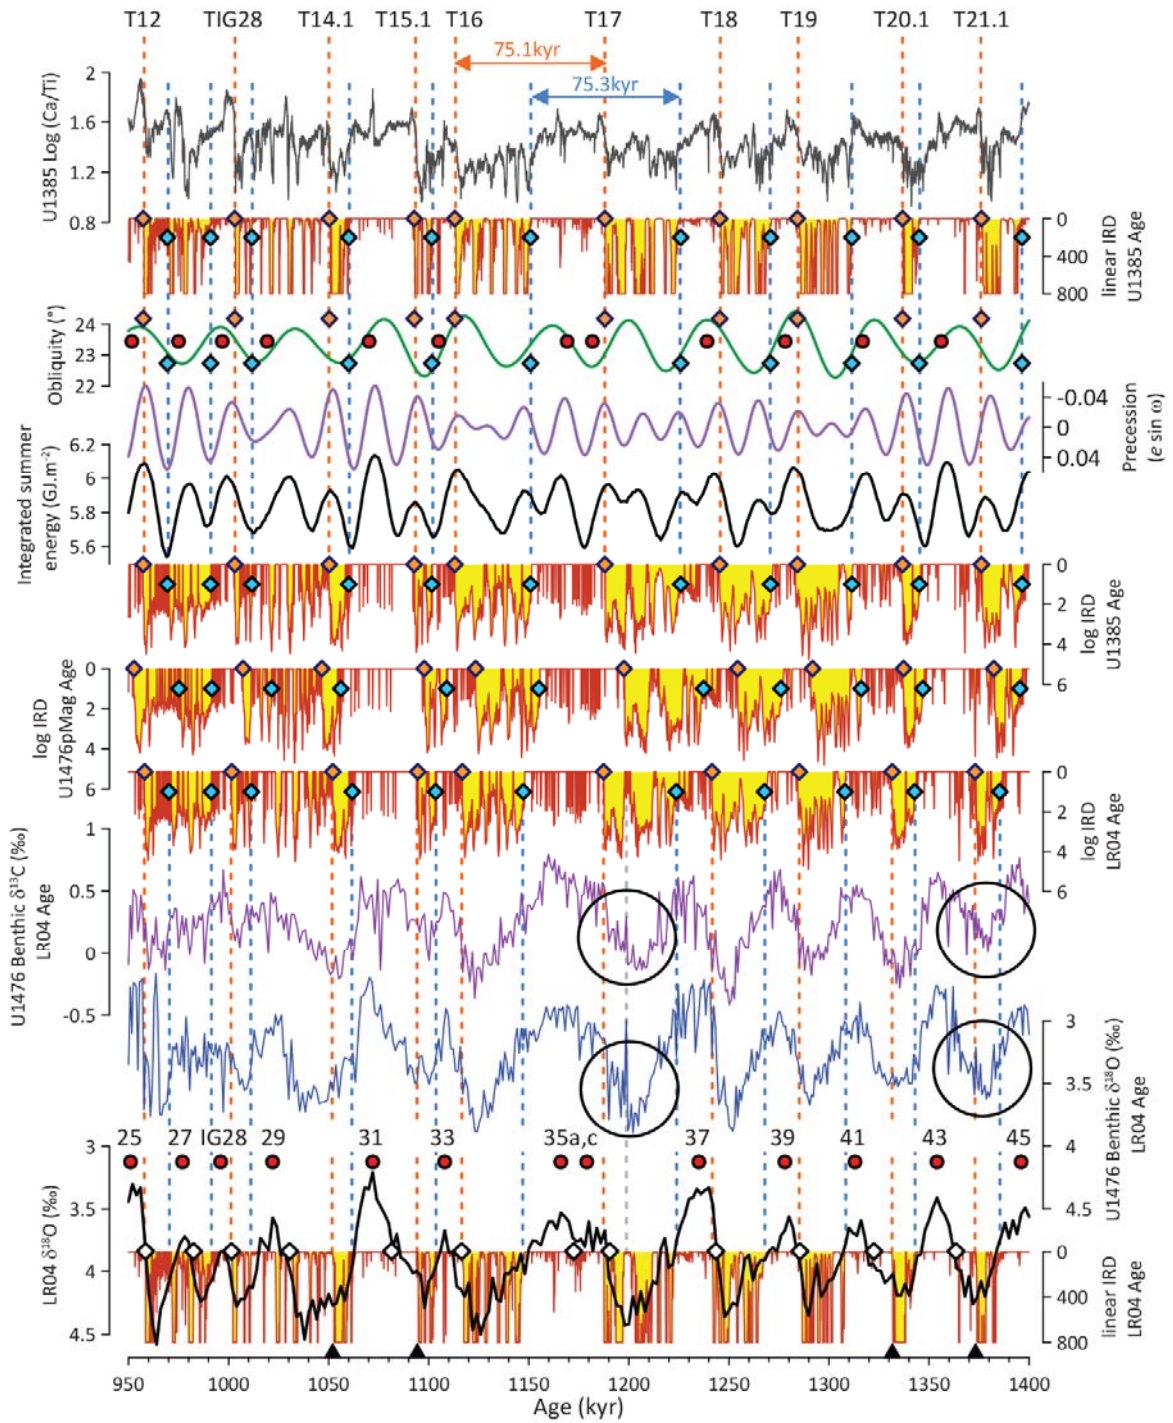 T12 TIG28 T14.1 T15.1 T16 T17 T18 T19 T20.1 T21.1
75.1kyr
75.3kyr
U1385 Log (Ca/Ti)
2
1.6
1.2
0.8
0
400
800
linear IRD
U1385 Age
Obliquity (°)
24
23
22
-0.04
0
0.04
Precession
(e sin ω)
Integrated summer
energy (GJ.m⁻²)
6.2
6
5.8
5.6
0
2
4
6
log IRD
U1385 Age
0
2
4
6
log IRD
U1476pMag Age
0
2
4
6
log IRD
LR04 Age
U1476 Benthic δ¹³C (‰)
LR04 Age
1
0.5
0
-0.5
3
3.5
4
4.5
U1476 Benthic δ¹⁸O (‰)
LR04 Age
25 27 IG28 29 31 33 35a,c 37 39 41 43 45
LR04 δ¹⁸O (‰)
3
3.5
4
4.5
0
400
800
linear IRD
LR04 Age
950 1000 1050 1100 1150 1200 1250 1300 1350 1400
Age (kyr)